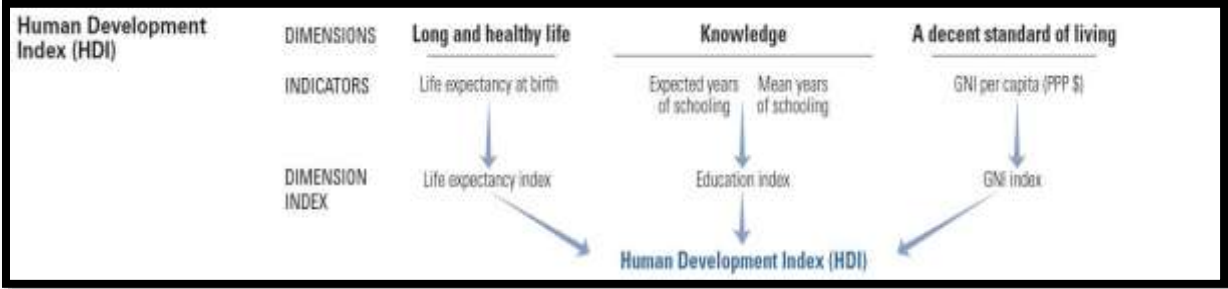 Human Development
Index (HDI)
DIMENSIONS Long and healthy life Knowledge A decent standard of living
INDICATORS Life expectancy at birth Expected years of schooling Mean years of schooling GNI per capita (PPP $)
DIMENSION
INDEX Life expectancy index Education index GNI index
Human Development Index (HDI)